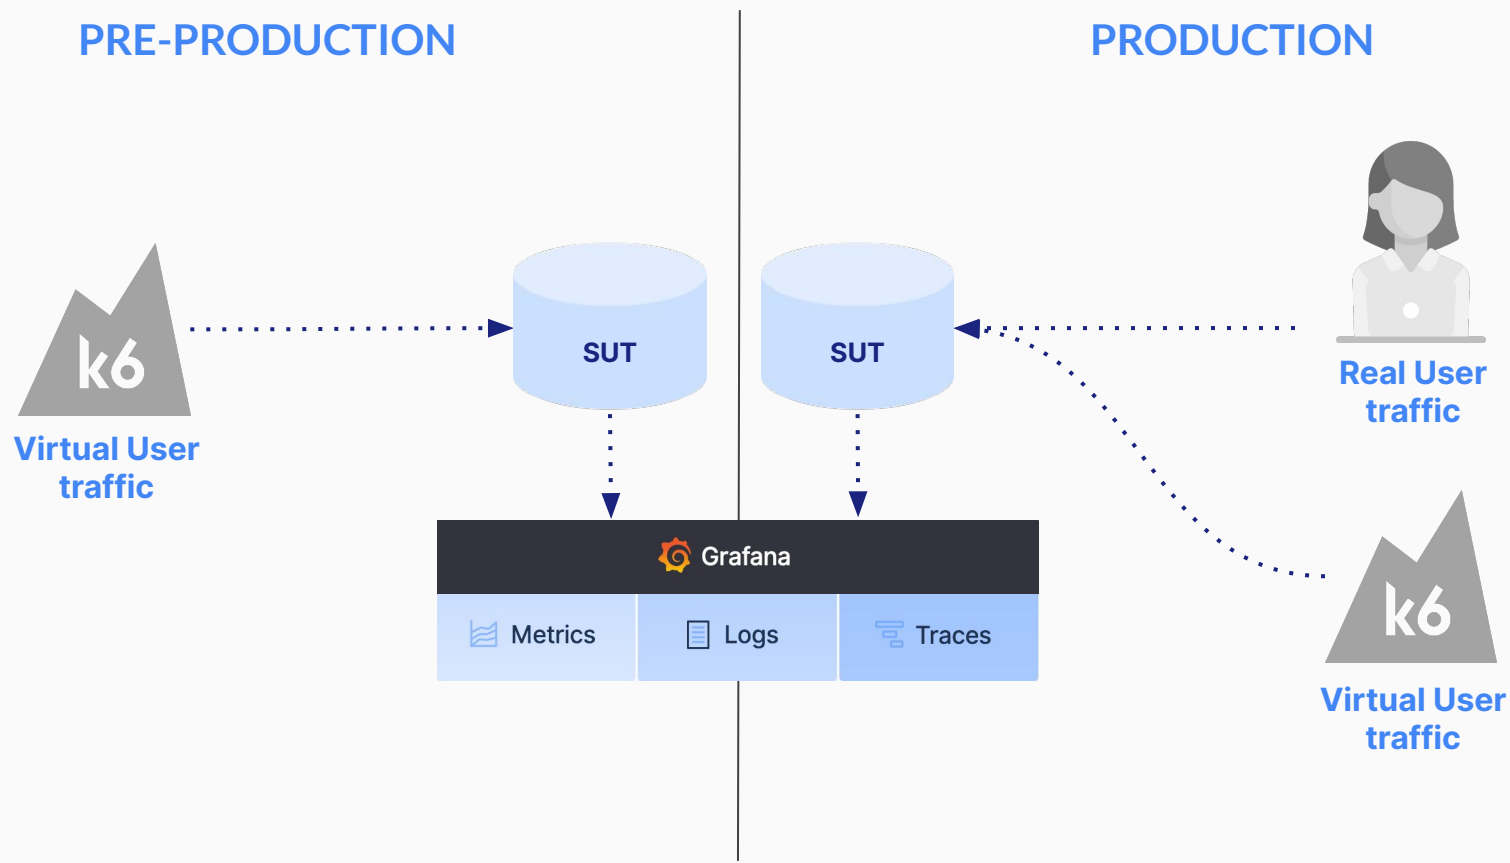 PRE-PRODUCTION
PRODUCTION
k6
Virtual User
traffic
SUT
SUT
Real User
traffic
Grafana
Metrics
Logs
Traces
k6
Virtual User
traffic